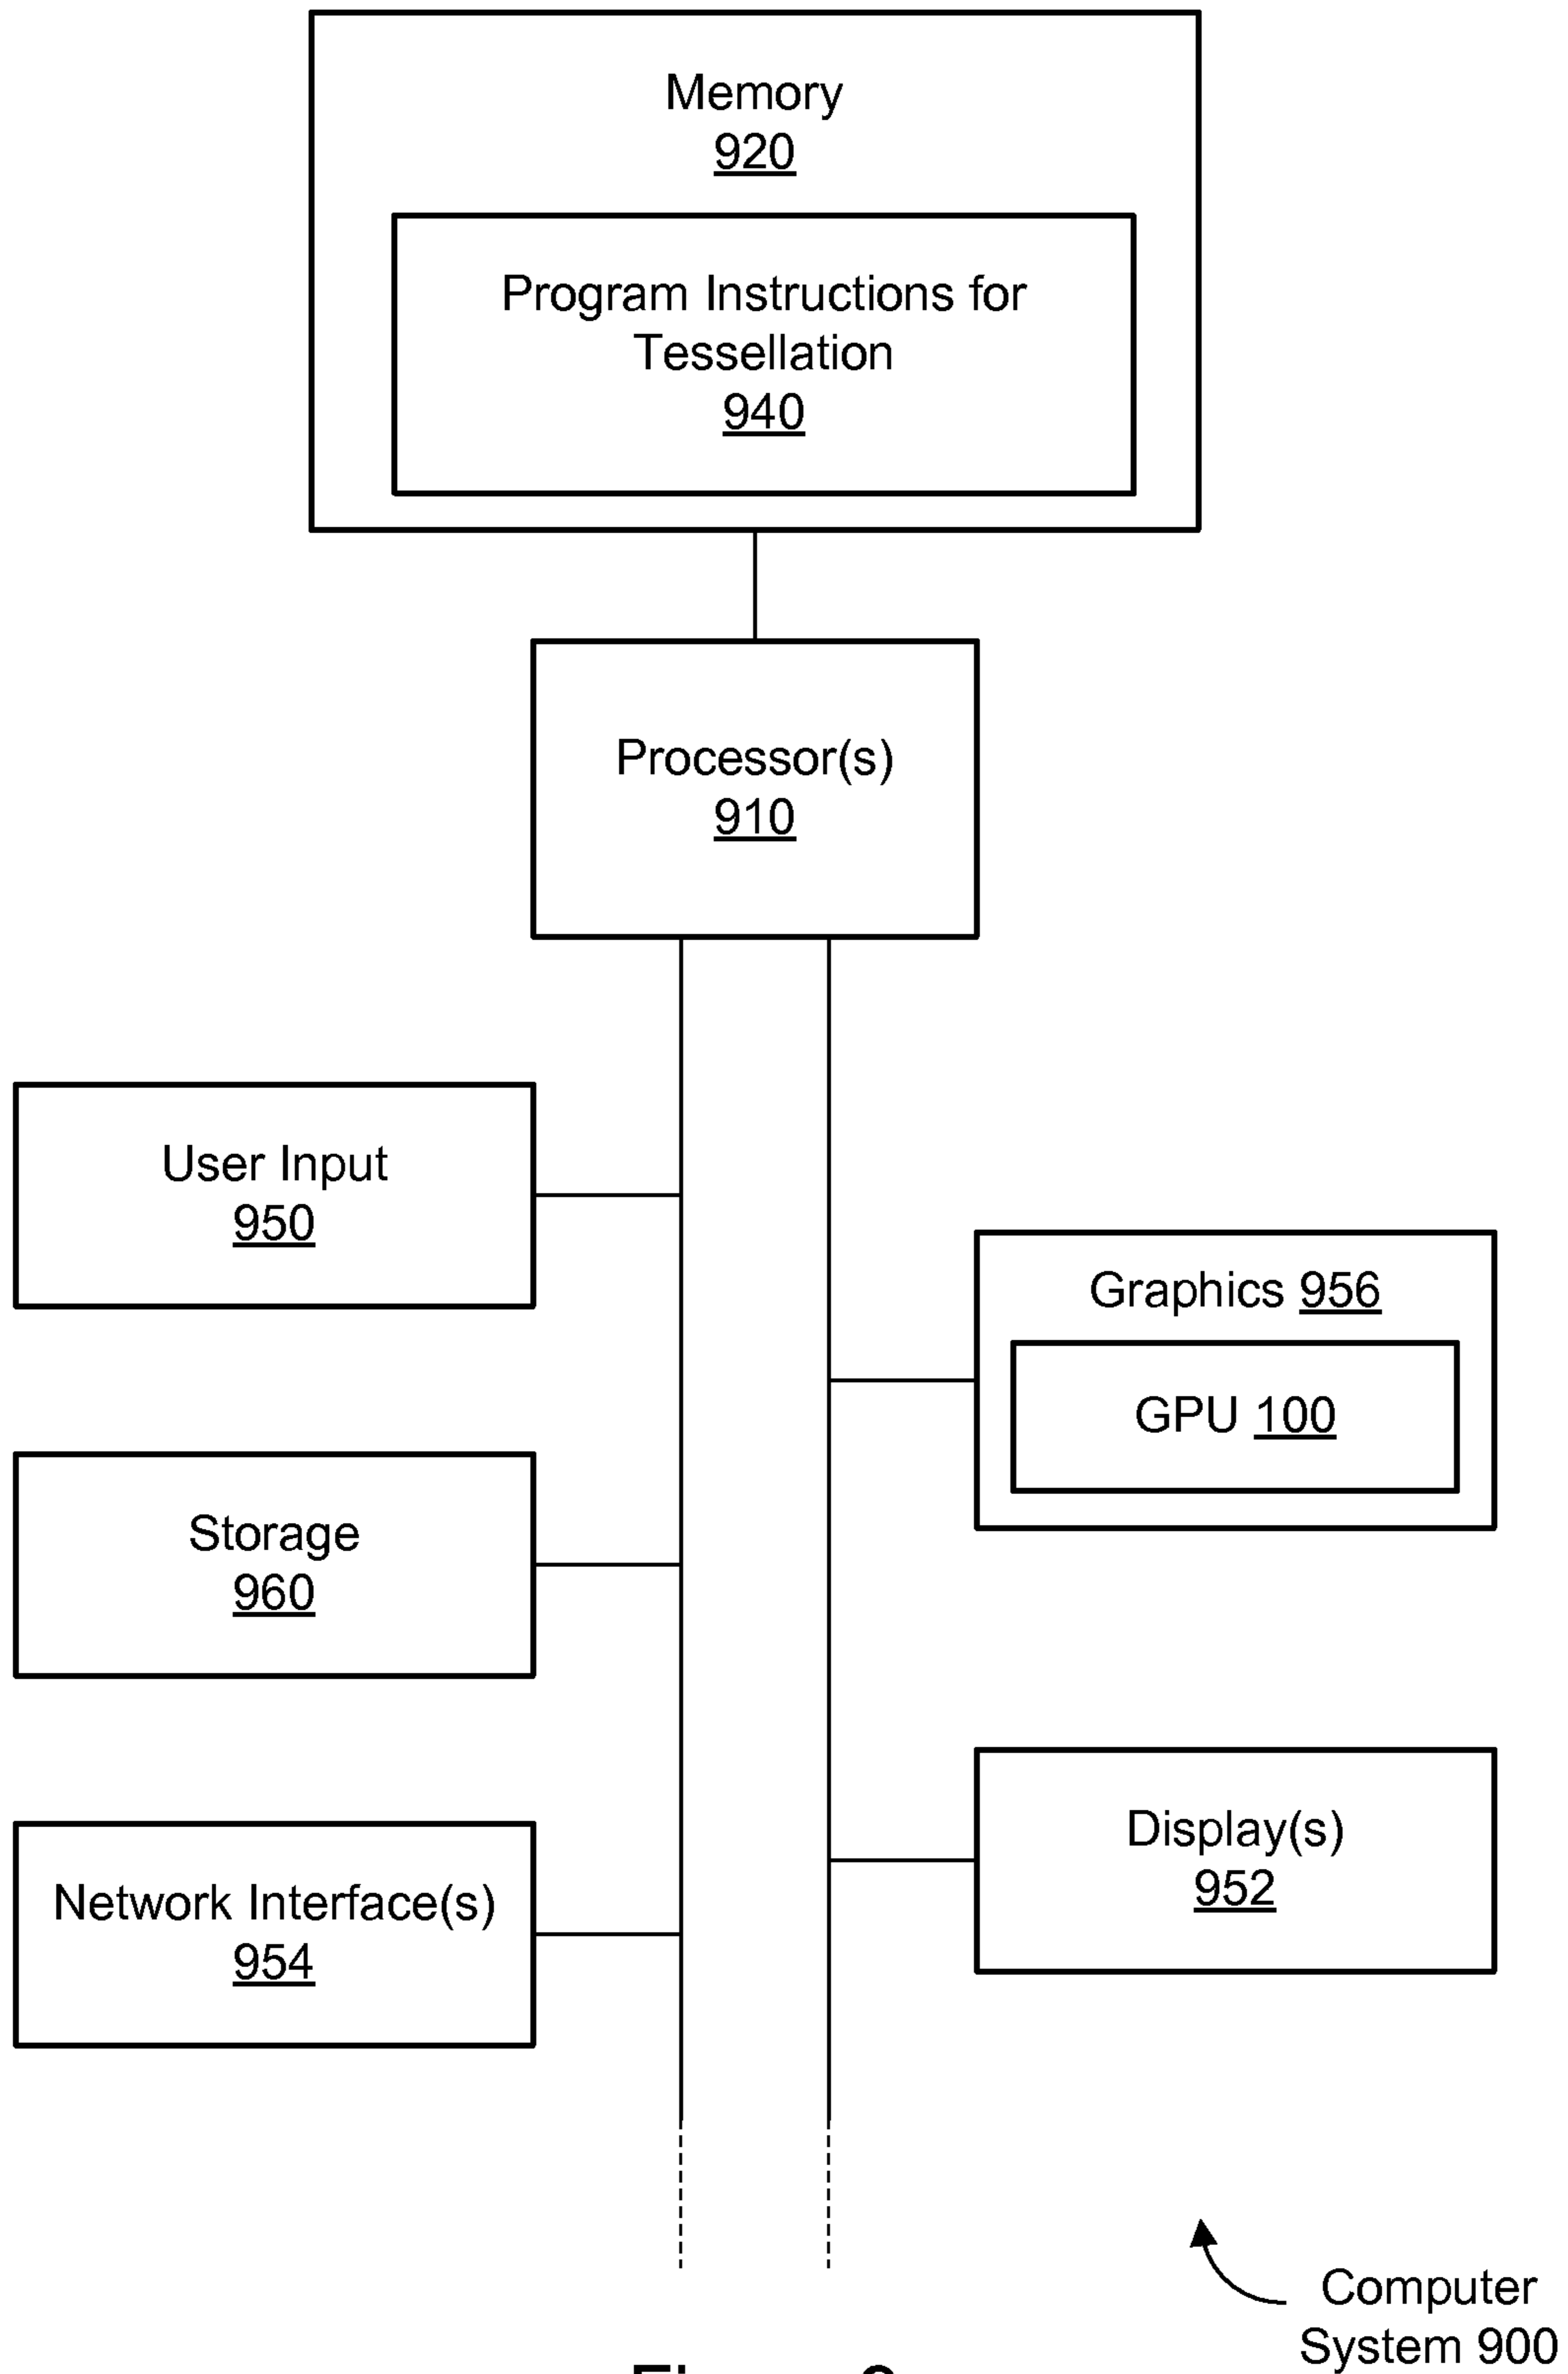 Memory
920
Program Instructions for
Tessellation
940
Processor(s)
910
User Input
950
Graphics 956
GPU 100
Storage
960
Display(s)
952
Network Interface(s)
954
Computer
System 900